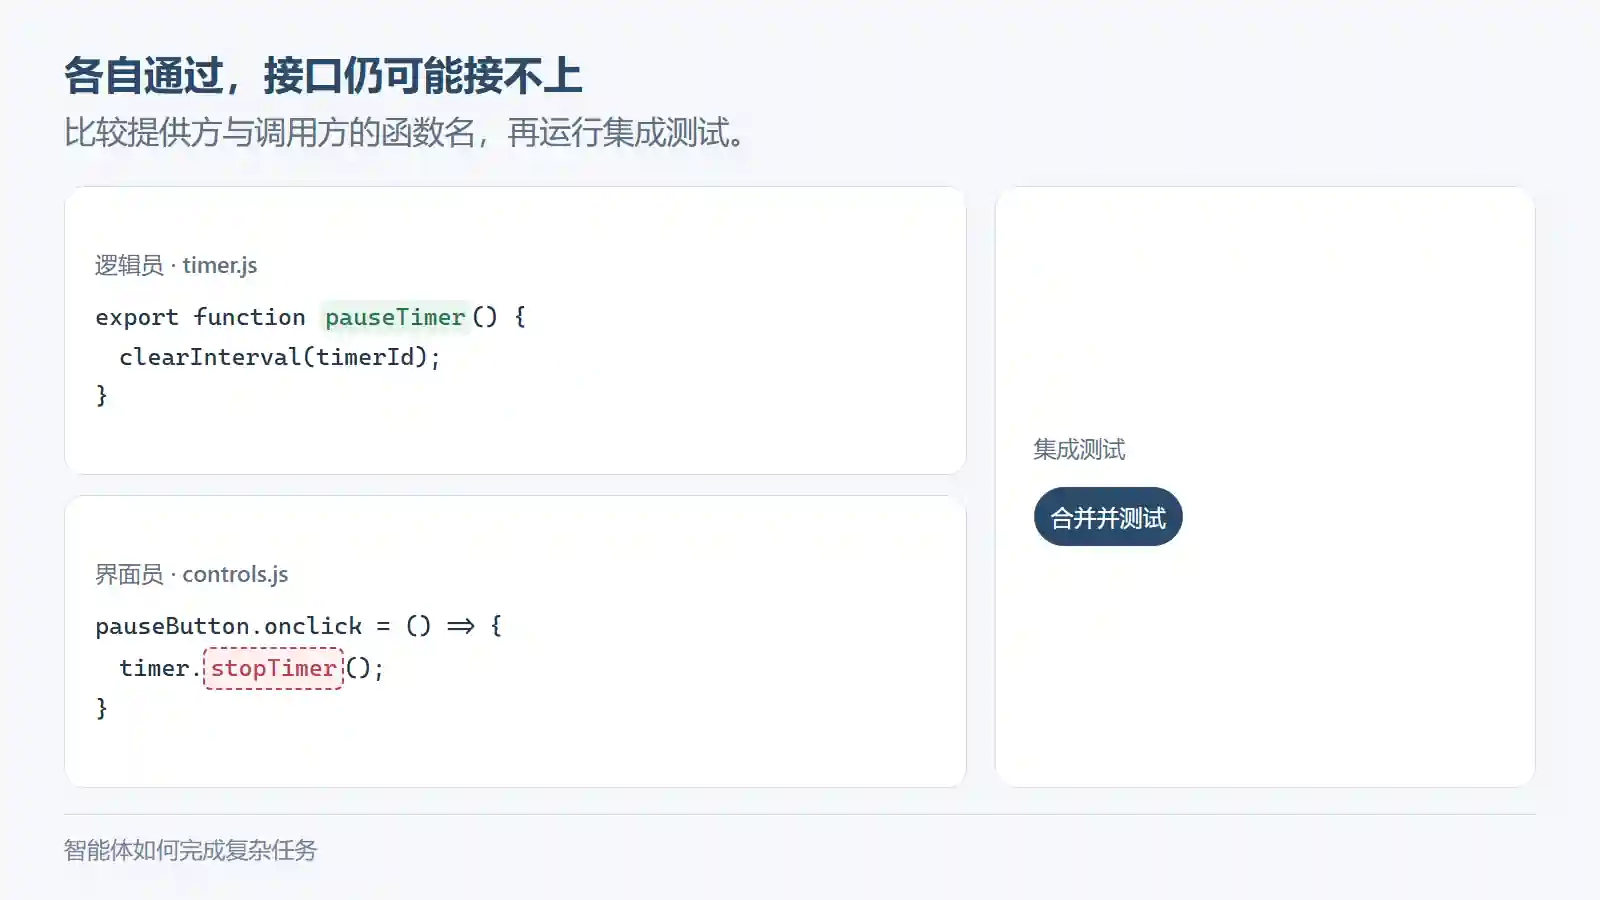 各自通过，接口仍可能接不上
比较提供方与调用方的函数名，再运行集成测试。
逻辑员 · timer.js
export function pauseTimer() {
  clearInterval(timerId);
}
界面员 · controls.js
pauseButton.onclick = () => {
  timer.stopTimer();
}
集成测试
合并并测试
智能体如何完成复杂任务